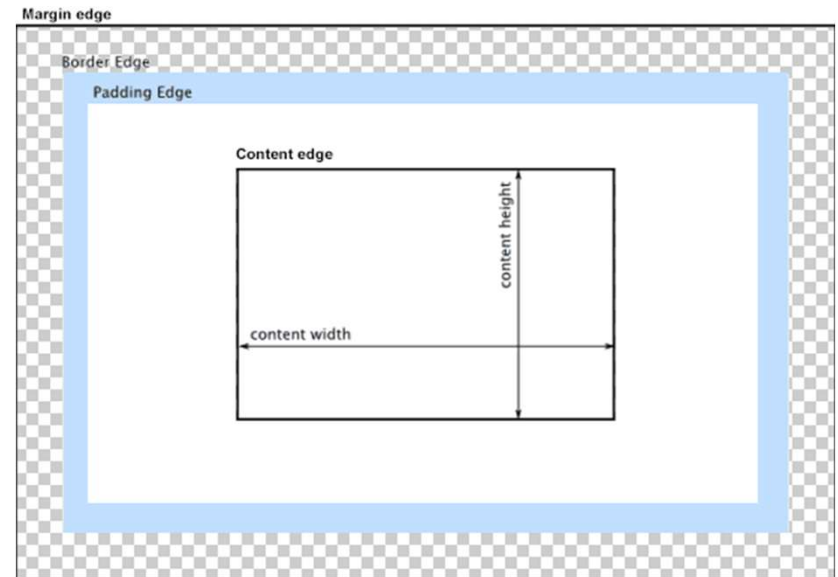 Margin edge
Border Edge
Padding Edge
Content edge
content height
content width